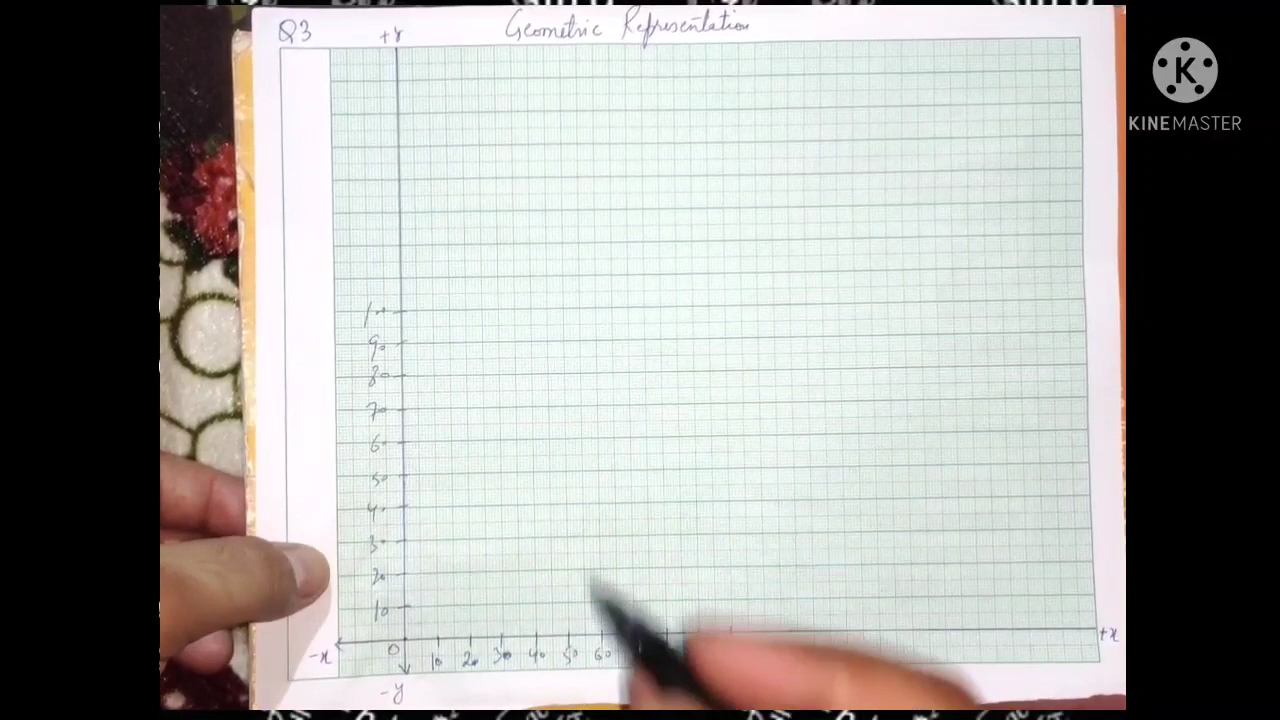 Q3
Geometric Representation
+Y
K
KINEMASTER
100
90
80
70
60
50
40
30
20
10
-x 0 10 20 30 40 50 60 +x
-y